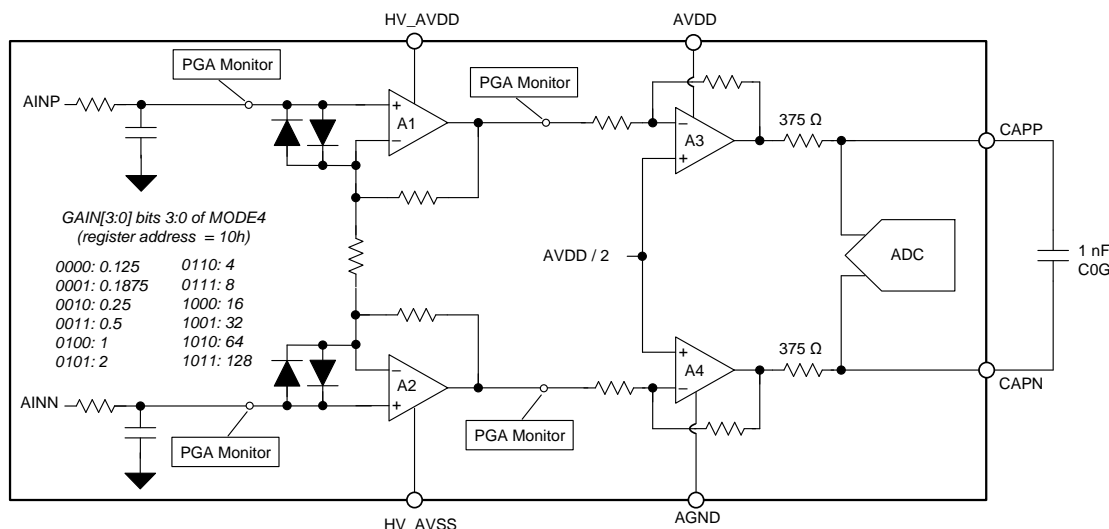 HV_AVDD
AVDD
PGA Monitor
PGA Monitor
AINP
+
−
A1
−
+
A3
375 Ω
CAPP
GAIN[3:0] bits 3:0 of MODE4
(register address = 10h)
0000: 0.125
0001: 0.1875
0010: 0.25
0011: 0.5
0100: 1
0101: 2
0110: 4
0111: 8
1000: 16
1001: 32
1010: 64
1011: 128
AVDD / 2
ADC
1 nF
C0G
−
+
A2
+
−
A4
375 Ω
CAPN
AINN
PGA Monitor
PGA Monitor
HV_AVSS
AGND